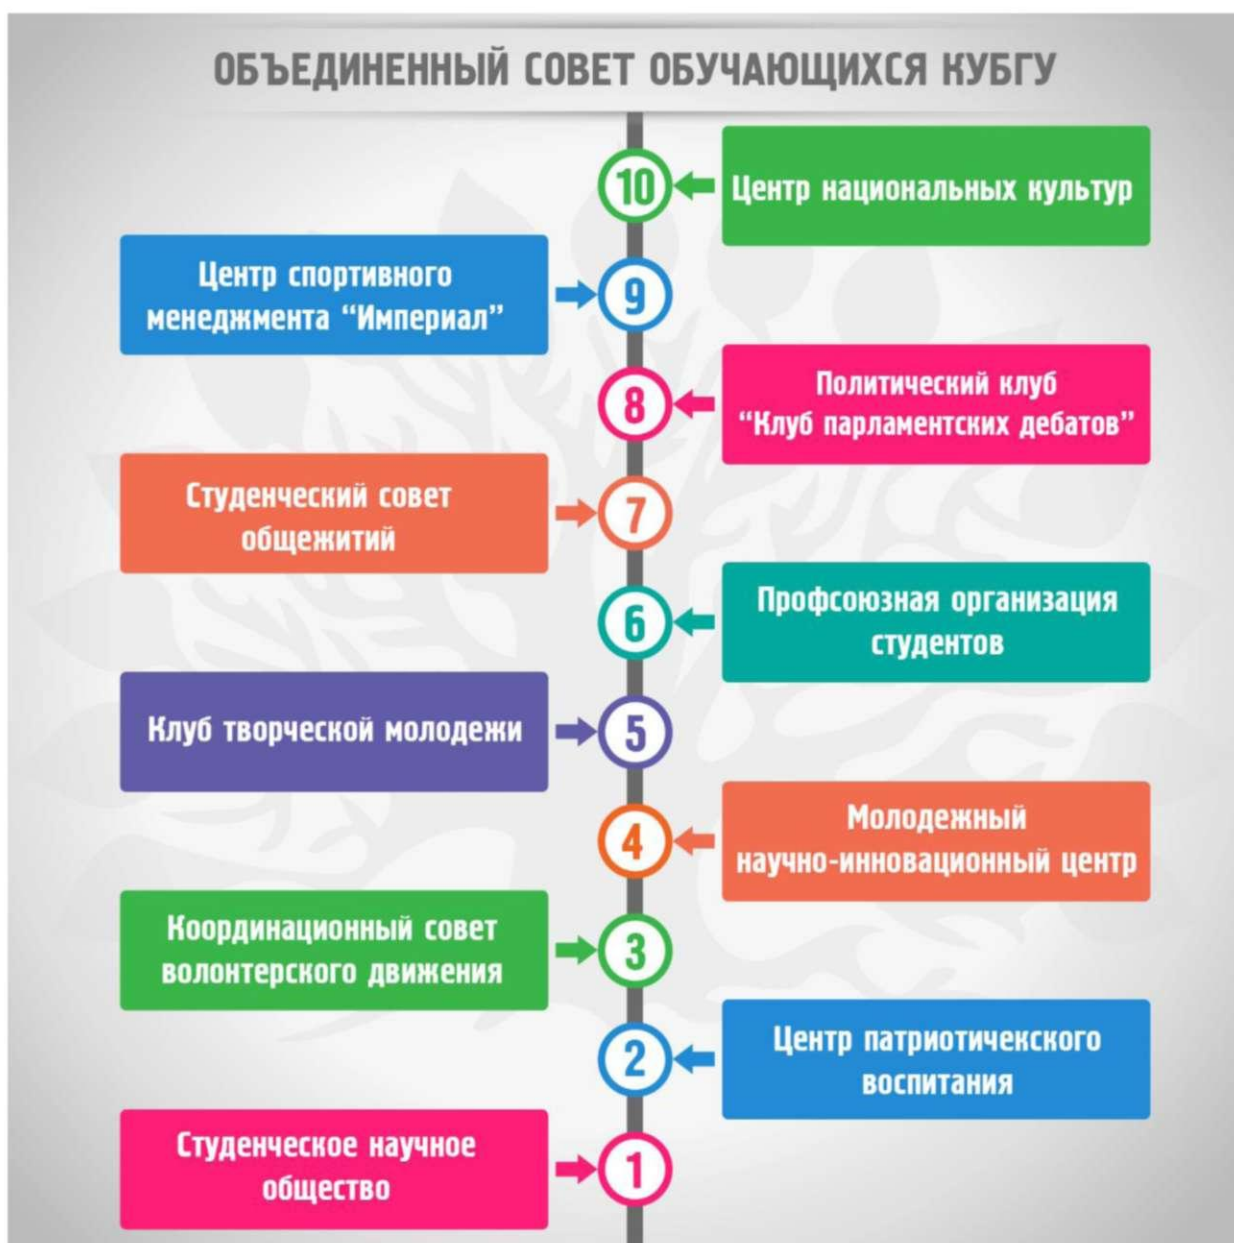 ОБЪЕДИНЕННЫЙ СОВЕТ ОБУЧАЮЩИХСЯ КУБГУ
10
Центр национальных культур
Центр спортивного
менеджмента “Империал”
9
8
Политический клуб
“Клуб парламентских дебатов”
Студенческий совет
общежитий
7
6
Профсоюзная организация
студентов
Клуб творческой молодежи
5
4
Молодежный
научно-инновационный центр
Координационный совет
волонтерского движения
3
2
Центр патриотичекского
воспитания
Студенческое научное
общество
1